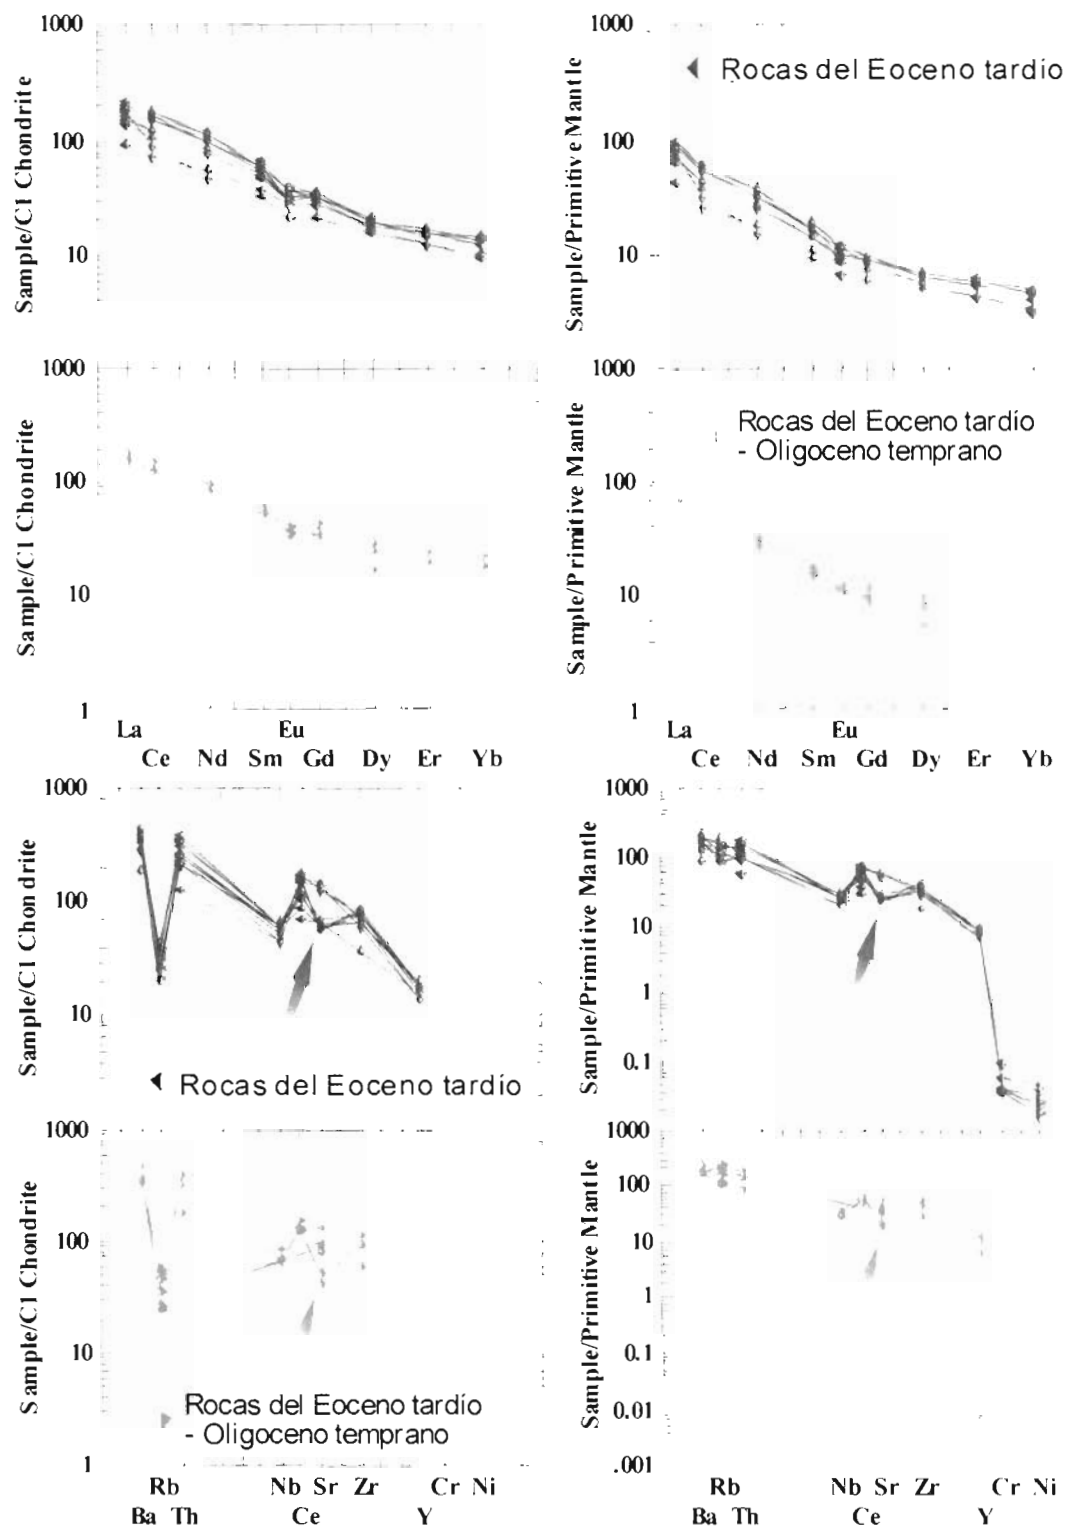 1000
100
10
Sample/C1 Chondrite
1000
100
10
Sample/Primitive Mantle
Rocas del Eoceno tardío
1000
100
10
1
Sample/C1 Chondrite
1000
100
10
1
Sample/Primitive Mantle
Rocas del Eoceno tardío
- Oligoceno temprano
La Eu
Ce Nd Sm Gd Dy Er Yb
La Eu
Ce Nd Sm Gd Dy Er Yb
1000
100
10
Sample/C1 Chondrite
Rocas del Eoceno tardío
1000
100
10
1
0.1
Sample/Primitive Mantle
1000
100
10
1
Sample/C1 Chondrite
Rocas del Eoceno tardío
- Oligoceno temprano
1000
100
10
1
0.1
0.01
.001
Sample/Primitive Mantle
Rb Nb Sr Zr Cr Ni
Ba Th Ce Y
Rb Nb Sr Zr Cr Ni
Ba Th Ce Y